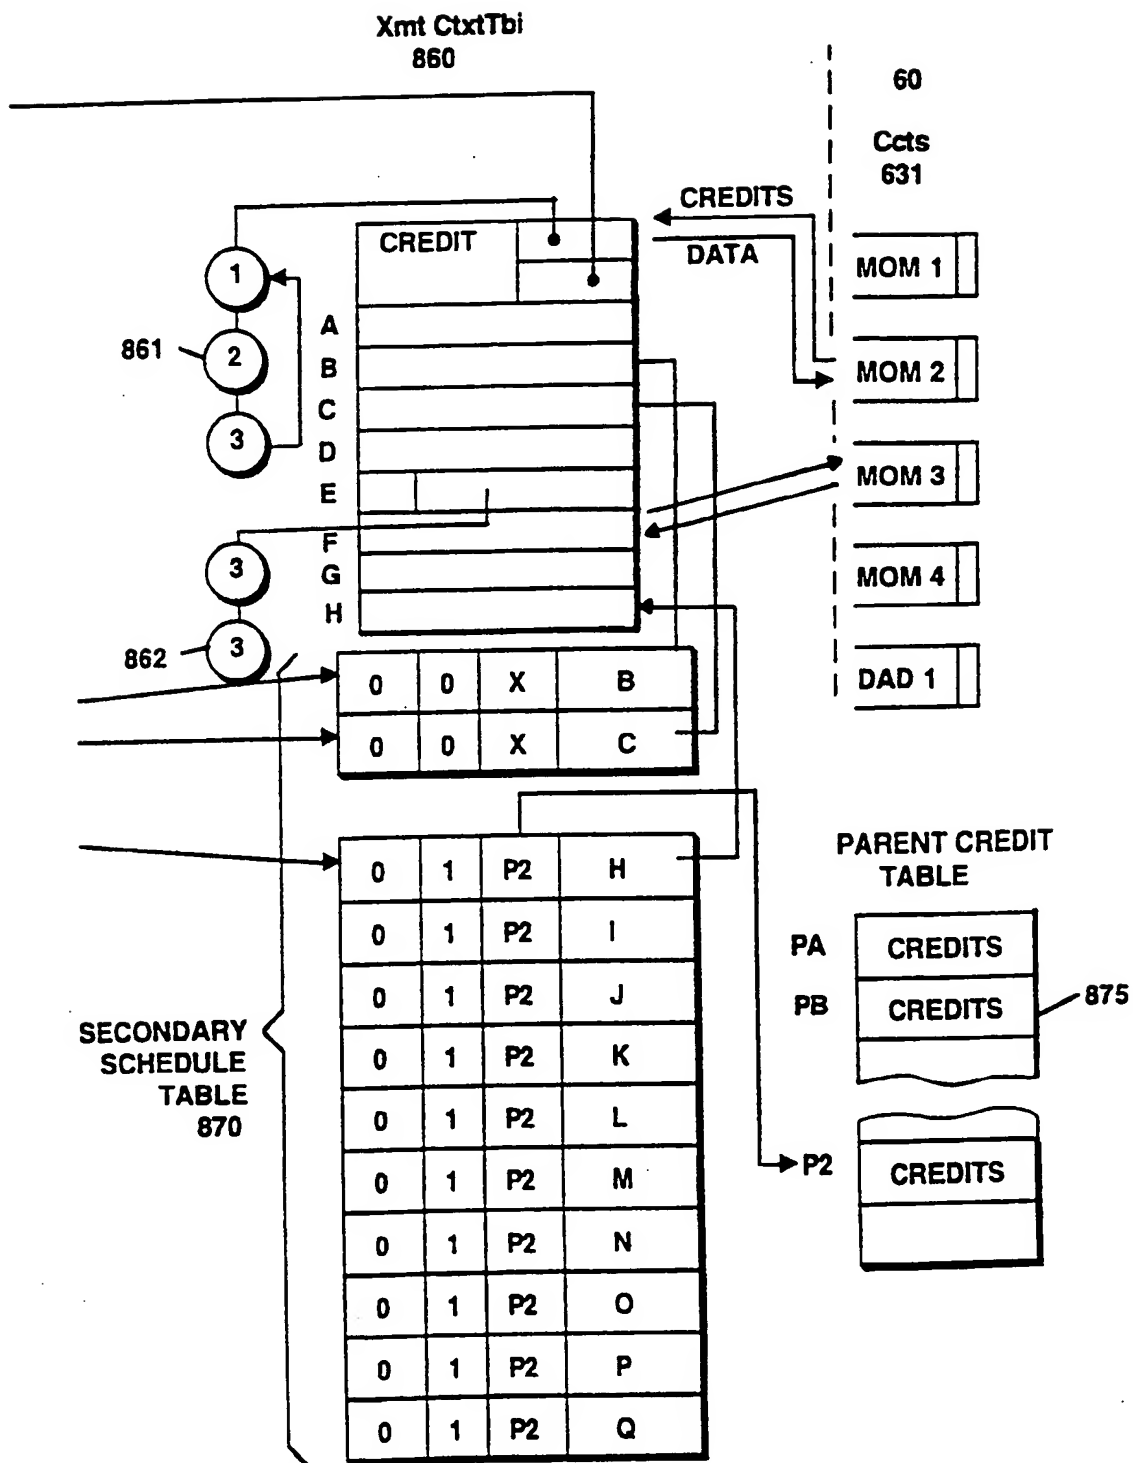 Xmt CtxtTbl
860
60
Ccts
631
CREDITS
DATA
CREDIT
MOM 1
MOM 2
MOM 3
MOM 4
DAD 1
1
2
3
861
A
B
C
D
E
F
G
H
3
3
862
0 0 X B
0 0 X C
SECONDARY
SCHEDULE
TABLE
870
0 1 P2 H
0 1 P2 I
0 1 P2 J
0 1 P2 K
0 1 P2 L
0 1 P2 M
0 1 P2 N
0 1 P2 O
0 1 P2 P
0 1 P2 Q
PARENT CREDIT
TABLE
PA CREDITS
PB CREDITS
875
P2 CREDITS